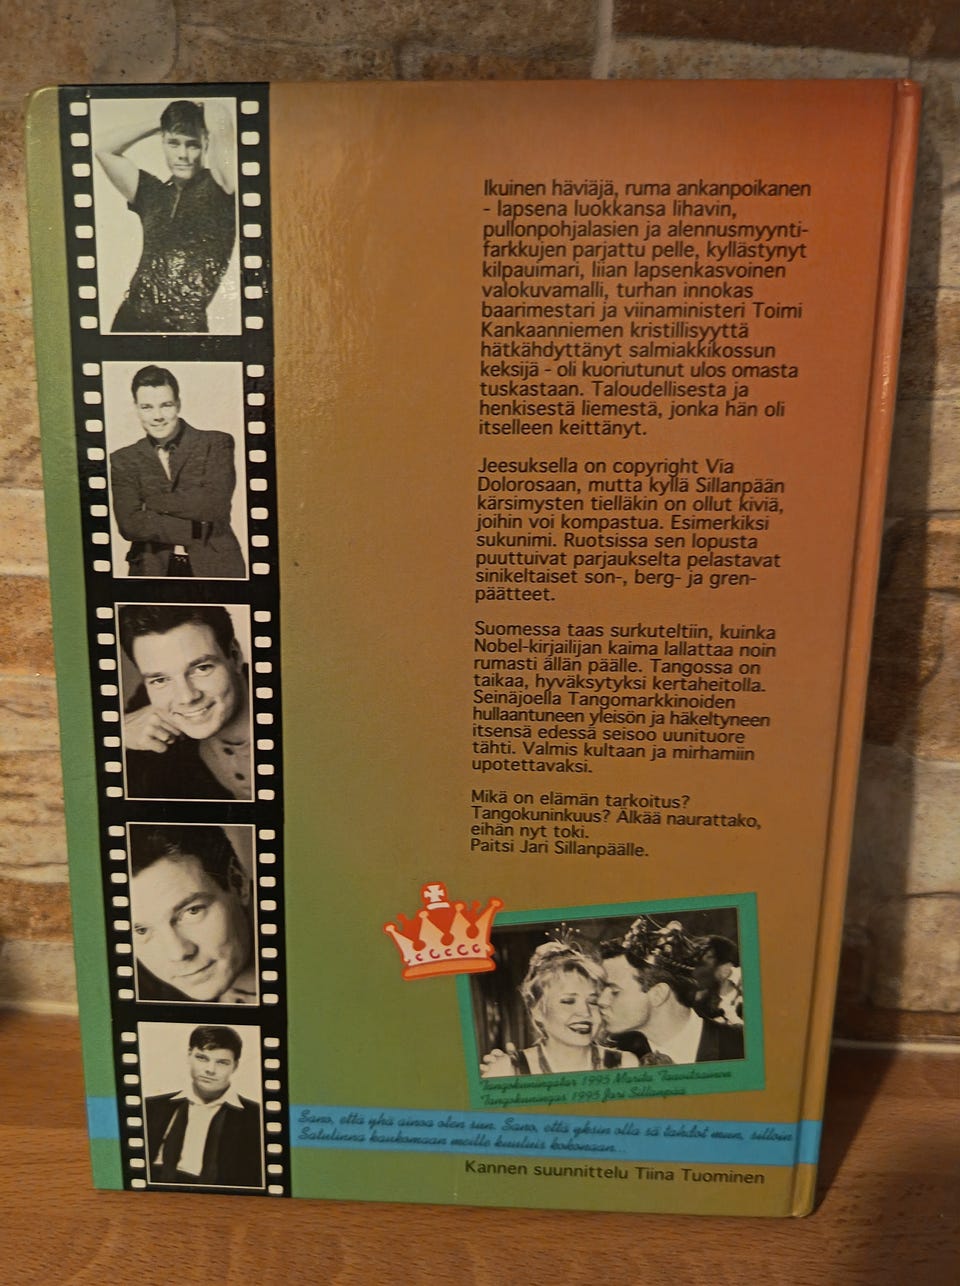 Ikuinen häviäjä, ruma ankanpoikanen
- lapsena luokkansa lihavin,
pullonpohjalasien ja alennusmyynti-
farkkujen parjattu pelle, kyllästynyt
kilpauimari, liian lapsenkasvoinen
valokuvamalli, turhan innokas
baarimestari ja viinaministeri Toimi
Kankaanniemen kristillisyyttä
hätkähdyttänyt salmiakkikossun
keksijä - oli kuoriutunut ulos omasta
tuskastaan. Taloudellisesta ja
henkisestä liemestä, jonka hän oli
itselleen keittänyt.
Jeesuksella on copyright Via
Dolorosaan, mutta kyllä Sillanpään
kärsimysten tielläkin on ollut kiviä,
joihin voi kompastua. Esimerkiksi
sukunimi. Ruotsissa sen lopusta
puuttuivat parjaukselta pelastavat
sinikeltaiset son-, berg- ja gren-
päätteet.
Suomessa taas surkuteltiin, kuinka
Nobel-kirjailijan kaima lallattaa noin
rumasti ällän päälle. Tangossa on
taikaa, hyväksytyksi kertaheitolla.
Seinäjoella Tangomarkkinoiden
hullaantuneen yleisön ja häkeltyneen
itsensä edessä seisoo uunituore
tähti. Valmis kultaan ja mirhamiin
upotettavaksi.
Mikä on elämän tarkoitus?
Tangokuninkuus? Älkää naurattako,
eihän nyt toki.
Paitsi Jari Sillanpäälle.
Tangokuningatar 1995 Marita Taavitsainen
Tangokuningas 1995 Jari Sillanpää
Sano, että yhä ainoa olen sun. Sano, että yksin olla sä tahdot mun, silloin
Satulinna kaukomaan meille kuuluis kokonaan...
Kannen suunnittelu Tiina Tuominen